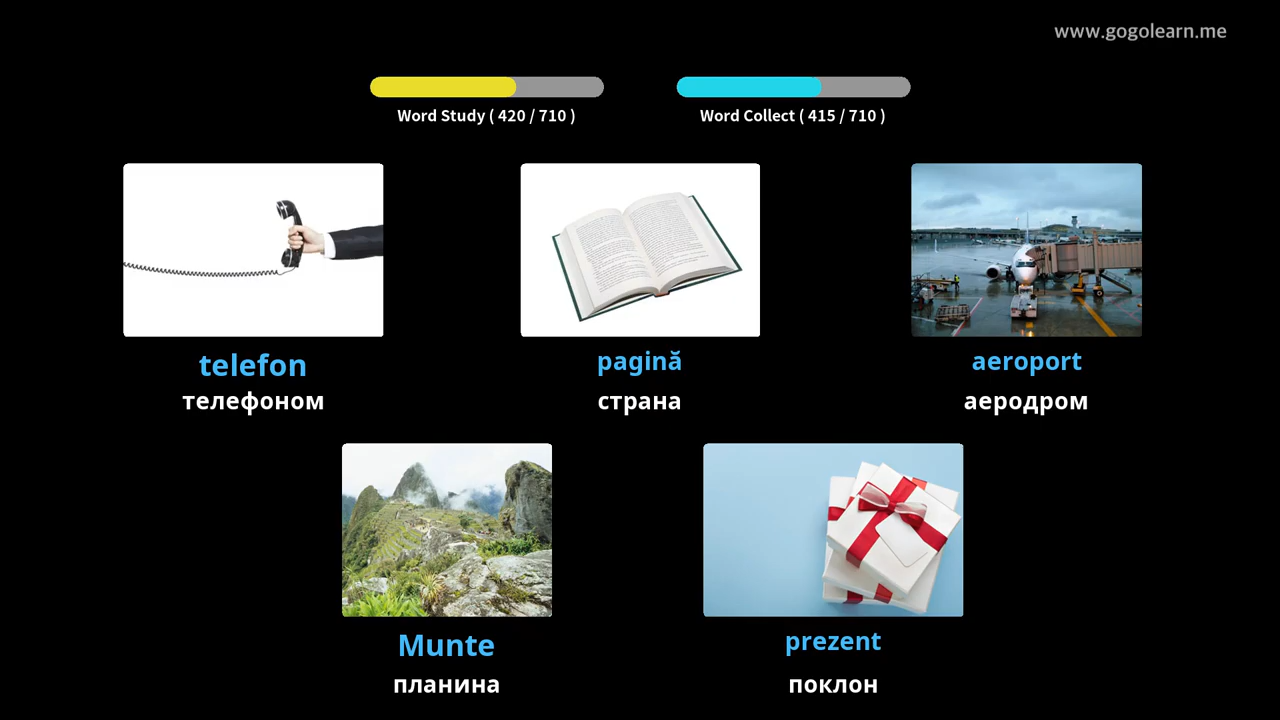 www.gogolearn.me
Word Study ( 420 / 710 )
Word Collect ( 415 / 710 )
telefon
телефоном
pagină
страна
aeroport
аеродром
Munte
планина
prezent
поклон